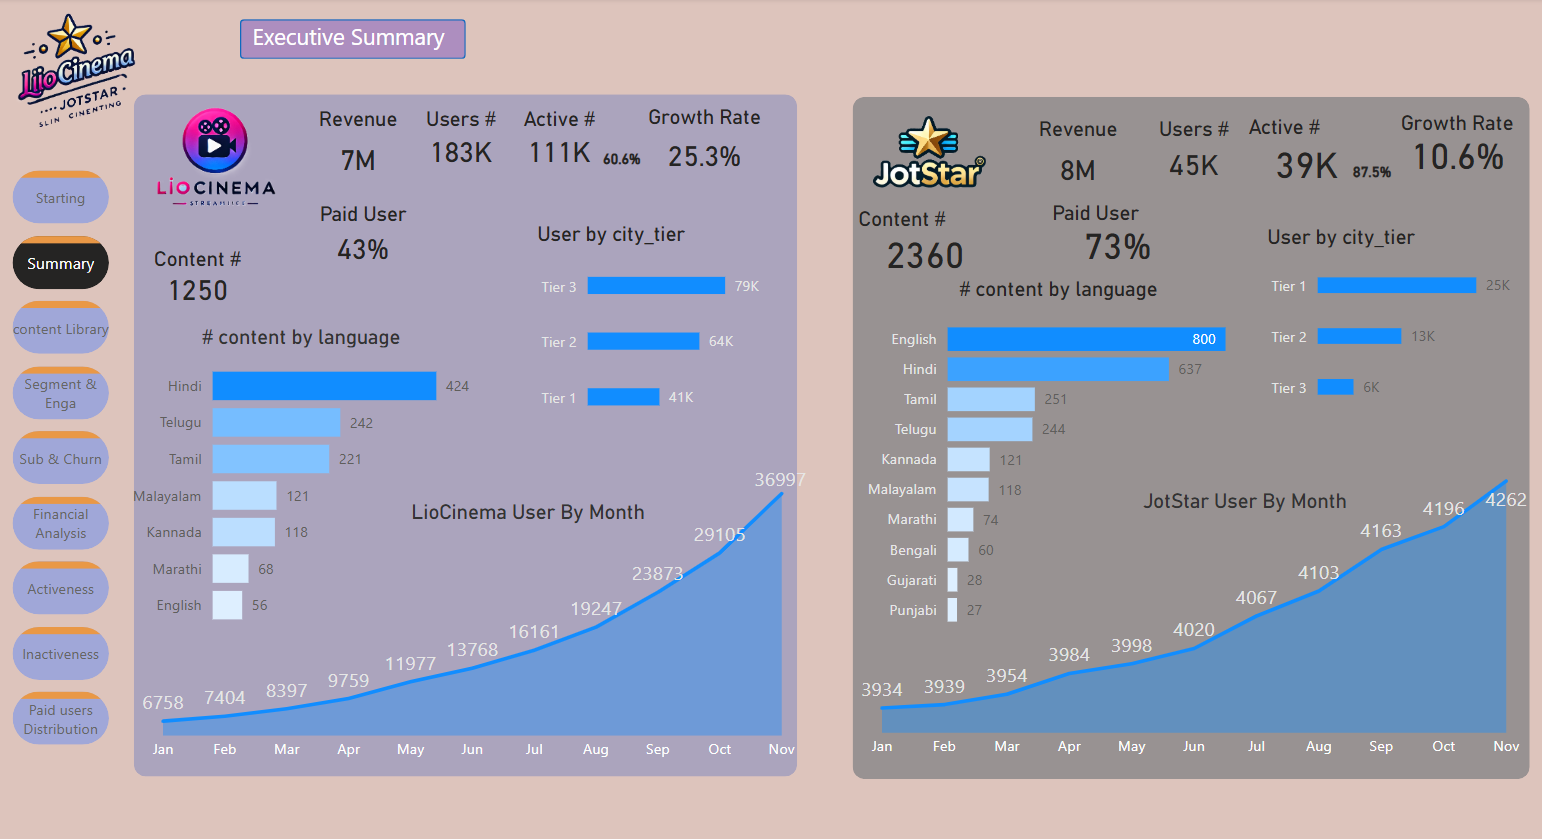 LiioCinema
JOTSTAR
SLIN CINENTING
Executive Summary
Starting
Summary
content Library
Segment &
Enga
Sub & Churn
Financial
Analysis
Activeness
Inactiveness
Paid users
Distribution
LiOCINEMA
Revenue
7M
Users #
183K
Active #
111K 60.6%
Growth Rate
25.3%
Paid User
43%
Content #
1250
User by city_tier
Tier 3 79K
Tier 2 64K
Tier 1 41K
# content by language
Hindi 424
Telugu 242
Tamil 221
Malayalam 121
Kannada 118
Marathi 68
English 56
LioCinema User By Month
6758 7404 8397 9759 11977 13768 16161 19247 23873 29105 36997
Jan Feb Mar Apr May Jun Jul Aug Sep Oct Nov
JotStar
Revenue
8M
Users #
45K
Active #
39K 87.5%
Growth Rate
10.6%
Content #
2360
Paid User
73%
User by city_tier
Tier 1 25K
Tier 2 13K
Tier 3 6K
# content by language
English 800
Hindi 637
Tamil 251
Telugu 244
Kannada 121
Malayalam 118
Marathi 74
Bengali 60
Gujarati 28
Punjabi 27
JotStar User By Month
3934 3939 3954 3984 3998 4020 4067 4103 4163 4196 4262
Jan Feb Mar Apr May Jun Jul Aug Sep Oct Nov